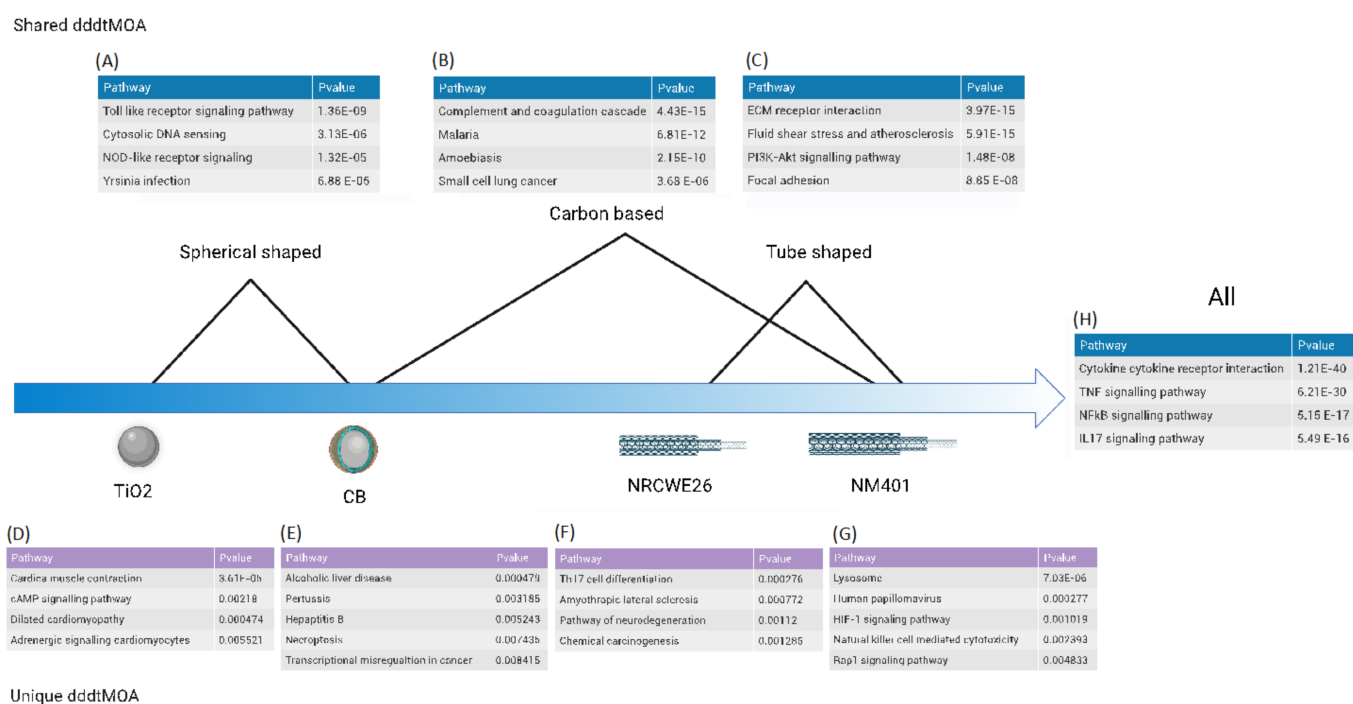 Shared dddtMOA
(A)
Pathway Pvalue
Toll like receptor signaling pathway 1.36E-09
Cytosolic DNA sensing 3.13E-06
NOD-like receptor signaling 1.32E-05
Yrsinia infection 6.88 E-05
(B)
Pathway Pvalue
Complement and coagulation cascade 4.43E-15
Malaria 6.81E-12
Amoebiasis 2.15E-10
Small cell lung cancer 3.68 E-06
(C)
Pathway Pvalue
ECM receptor interaction 3.97E-15
Fluid shear stress and atherosclerosis 5.91E-15
PI3K-Akt signalling pathway 1.48E-08
Focal adhesion 8.85 E-08
Spherical shaped
Carbon based
Tube shaped
All
(H)
Pathway Pvalue
Cytokine cytokine receptor interaction 1.21E-40
TNF signalling pathway 6.21E-30
NFkB signalling pathway 5.15 E-17
IL17 signaling pathway 5.49 E-16
TiO2
CB
NRCWE26
NM401
(D)
Pathway Pvalue
Cardica muscle contraction 3.61E-05
cAMP signalling pathway 0.00218
Dilated cardiomyopathy 0.000474
Adrenergic signalling cardiomyocytes 0.005521
(E)
Pathway Pvalue
Alcoholic liver disease 0.000479
Pertussis 0.003185
Hepaptitis B 0.005243
Necroptosis 0.007435
Transcriptional misregualtion in cancer 0.008415
(F)
Pathway Pvalue
Th17 cell differentiation 0.000276
Amyothrapic lateral sclerosis 0.000772
Pathway of neurodegeneration 0.00112
Chemical carcinogenesis 0.001285
(G)
Pathway Pvalue
Lysosome 7.03E-06
Human papillomavirus 0.000277
HIF-1 signaling pathway 0.001019
Natural killer cell mediated cytotoxicity 0.002393
Rap1 signaling pathway 0.004833
Unique dddtMOA